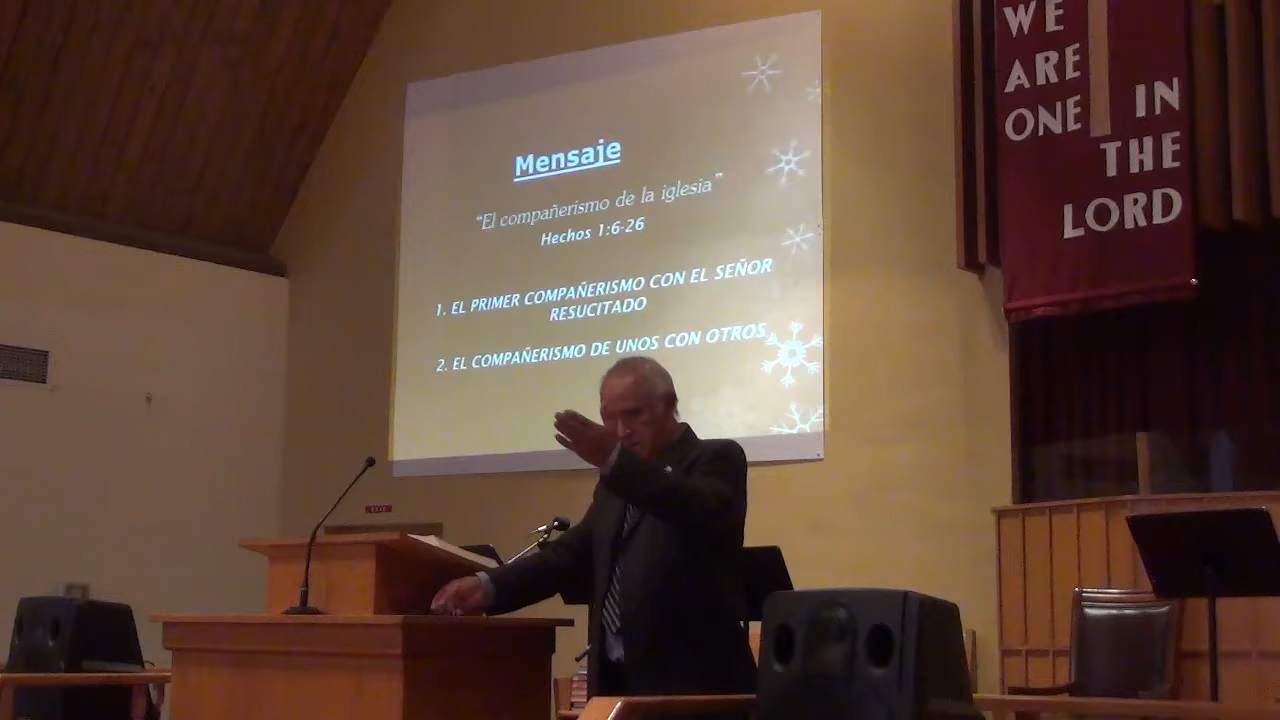 Mensaje
“El compañerismo de la iglesia”
Hechos 1:6-26
1. EL PRIMER COMPAÑERISMO CON EL SEÑOR
RESUCITADO
2. EL COMPAÑERISMO DE UNOS CON OTROS
WE
ARE
ONE IN
THE
LORD
EXIT